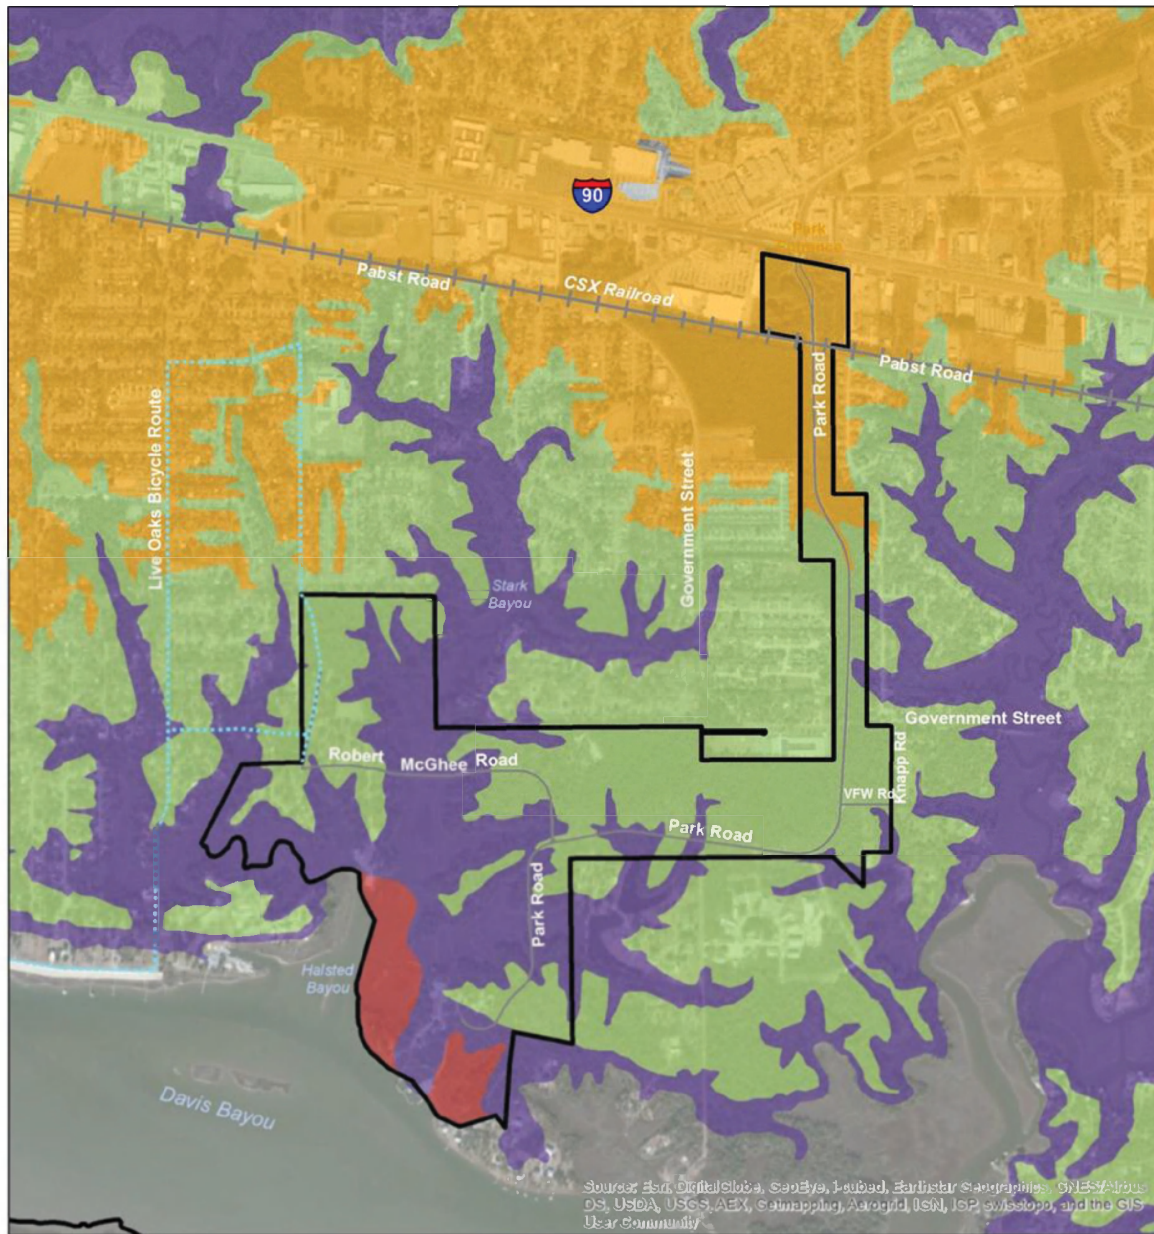 90
Park
Pabst Road
CSX Railroad
Pabst Road
Park Road
Live Oaks Bicycle Route
Government Street
Stark
Bayou
Government Street
Knapp Rd
Robert McGhee Road
VFW Rd
Park Road
Park Road
Halsted
Bayou
Davis Bayou
Source: Esri, DigitalGlobe, GeoEye, i-cubed, Earthstar Geographics, CNES/Airbus
DS, USDA, USGS, AEX, Getmapping, Aerogrid, IGN, IGP, swisstopo, and the GIS
User Community